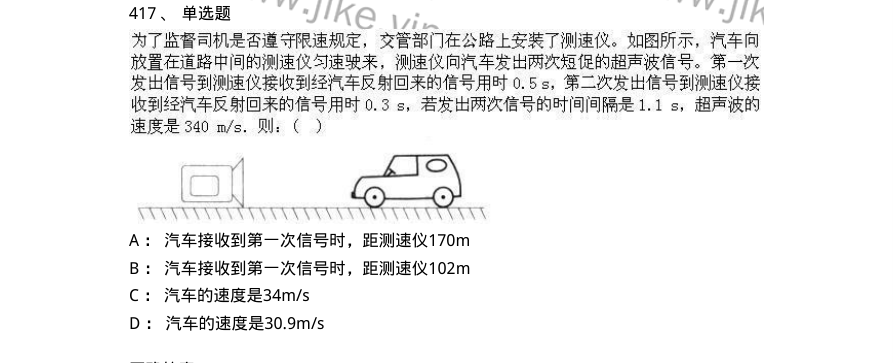 417 、 单选题
为了监督司机是否遵守限速规定，交管部门在公路上安装了测速仪。如图所示，汽车向
放置在道路中间的测速仪匀速驶来，测速仪向汽车发出两次短促的超声波信号。第一次
发出信号到测速仪接收到经汽车反射回来的信号用时 0.5 s，第二次发出信号到测速仪接
收到经汽车反射回来的信号用时 0.3 s，若发出两次信号的时间间隔是 1.1 s，超声波的
速度是 340 m/s. 则：（ ）
A： 汽车接收到第一次信号时，距测速仪170m
B： 汽车接收到第一次信号时，距测速仪102m
C： 汽车的速度是34m/s
D： 汽车的速度是30.9m/s